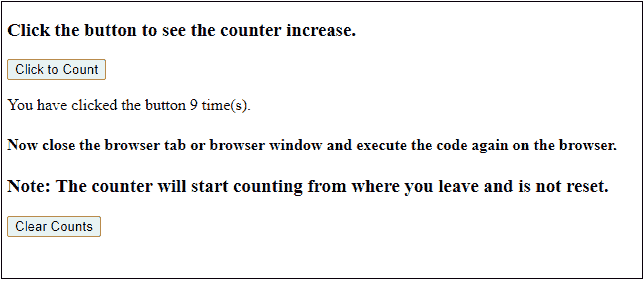 Click the button to see the counter increase.
Click to Count
You have clicked the button 9 time(s).
Now close the browser tab or browser window and execute the code again on the browser.
Note: The counter will start counting from where you leave and is not reset.
Clear Counts